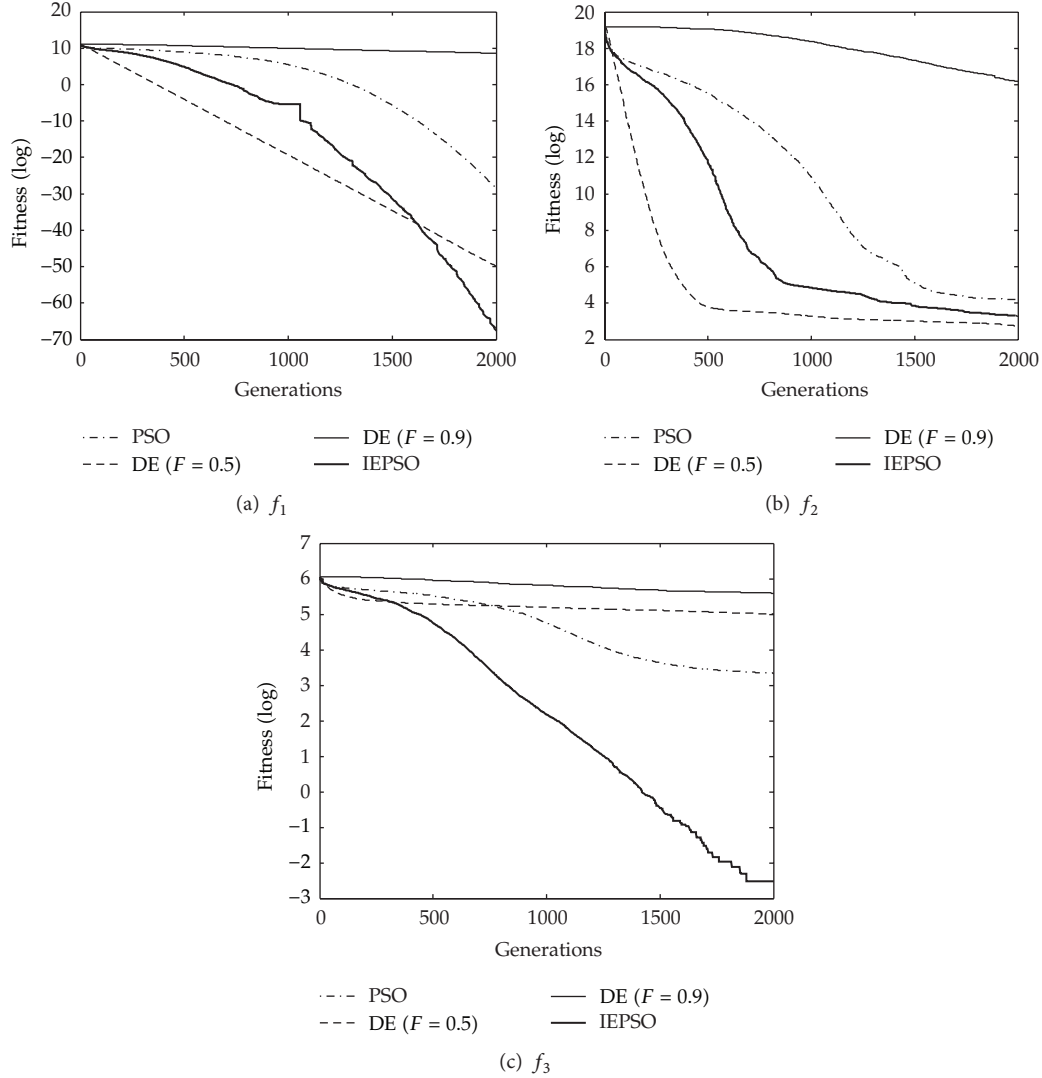 20
10
0
−10
−20
−30
−40
−50
−60
−70
Fitness (log)
0 500 1000 1500 2000
Generations
PSO
DE (F = 0.5)
DE (F = 0.9)
IEPSO
(a) f1
20
18
16
14
12
10
8
6
4
2
Fitness (log)
0 500 1000 1500 2000
Generations
PSO
DE (F = 0.5)
DE (F = 0.9)
IEPSO
(b) f2
7
6
5
4
3
2
1
0
−1
−2
−3
Fitness (log)
0 500 1000 1500 2000
Generations
PSO
DE (F = 0.5)
DE (F = 0.9)
IEPSO
(c) f3